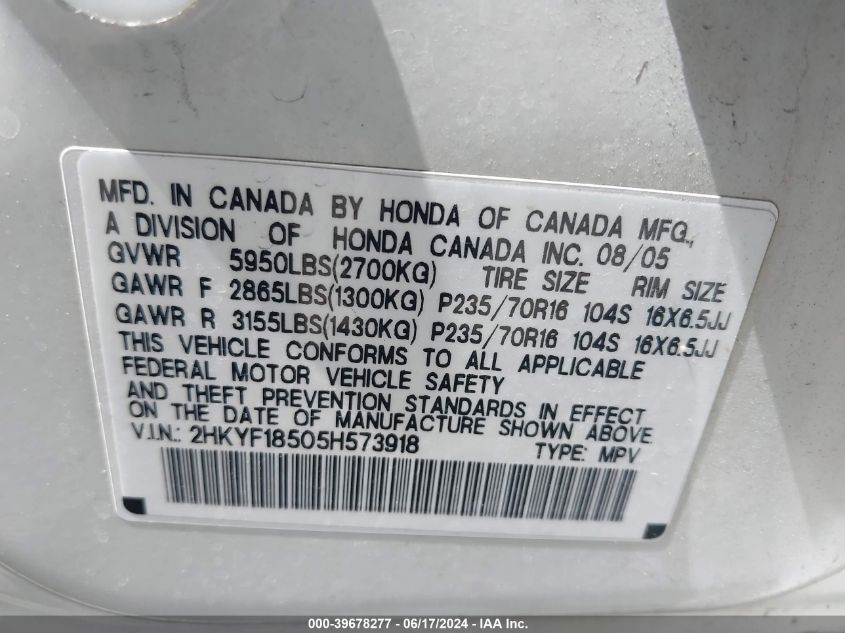 MFD. IN CANADA BY HONDA OF CANADA MFG.,
A DIVISION OF HONDA CANADA INC. 08/05
GVWR 5950LBS(2700KG) TIRE SIZE RIM SIZE
GAWR F 2865LBS(1300KG) P235/70R16 104S 16X6.5JJ
GAWR R 3155LBS(1430KG) P235/70R16 104S 16X6.5JJ
THIS VEHICLE CONFORMS TO ALL APPLICABLE
FEDERAL MOTOR VEHICLE SAFETY
AND THEFT PREVENTION STANDARDS IN EFFECT
ON THE DATE OF MANUFACTURE SHOWN ABOVE.
V.I.N.: 2HKYF18505H573918 TYPE: MPV
000-39678277 - 06/17/2024 - IAA Inc.